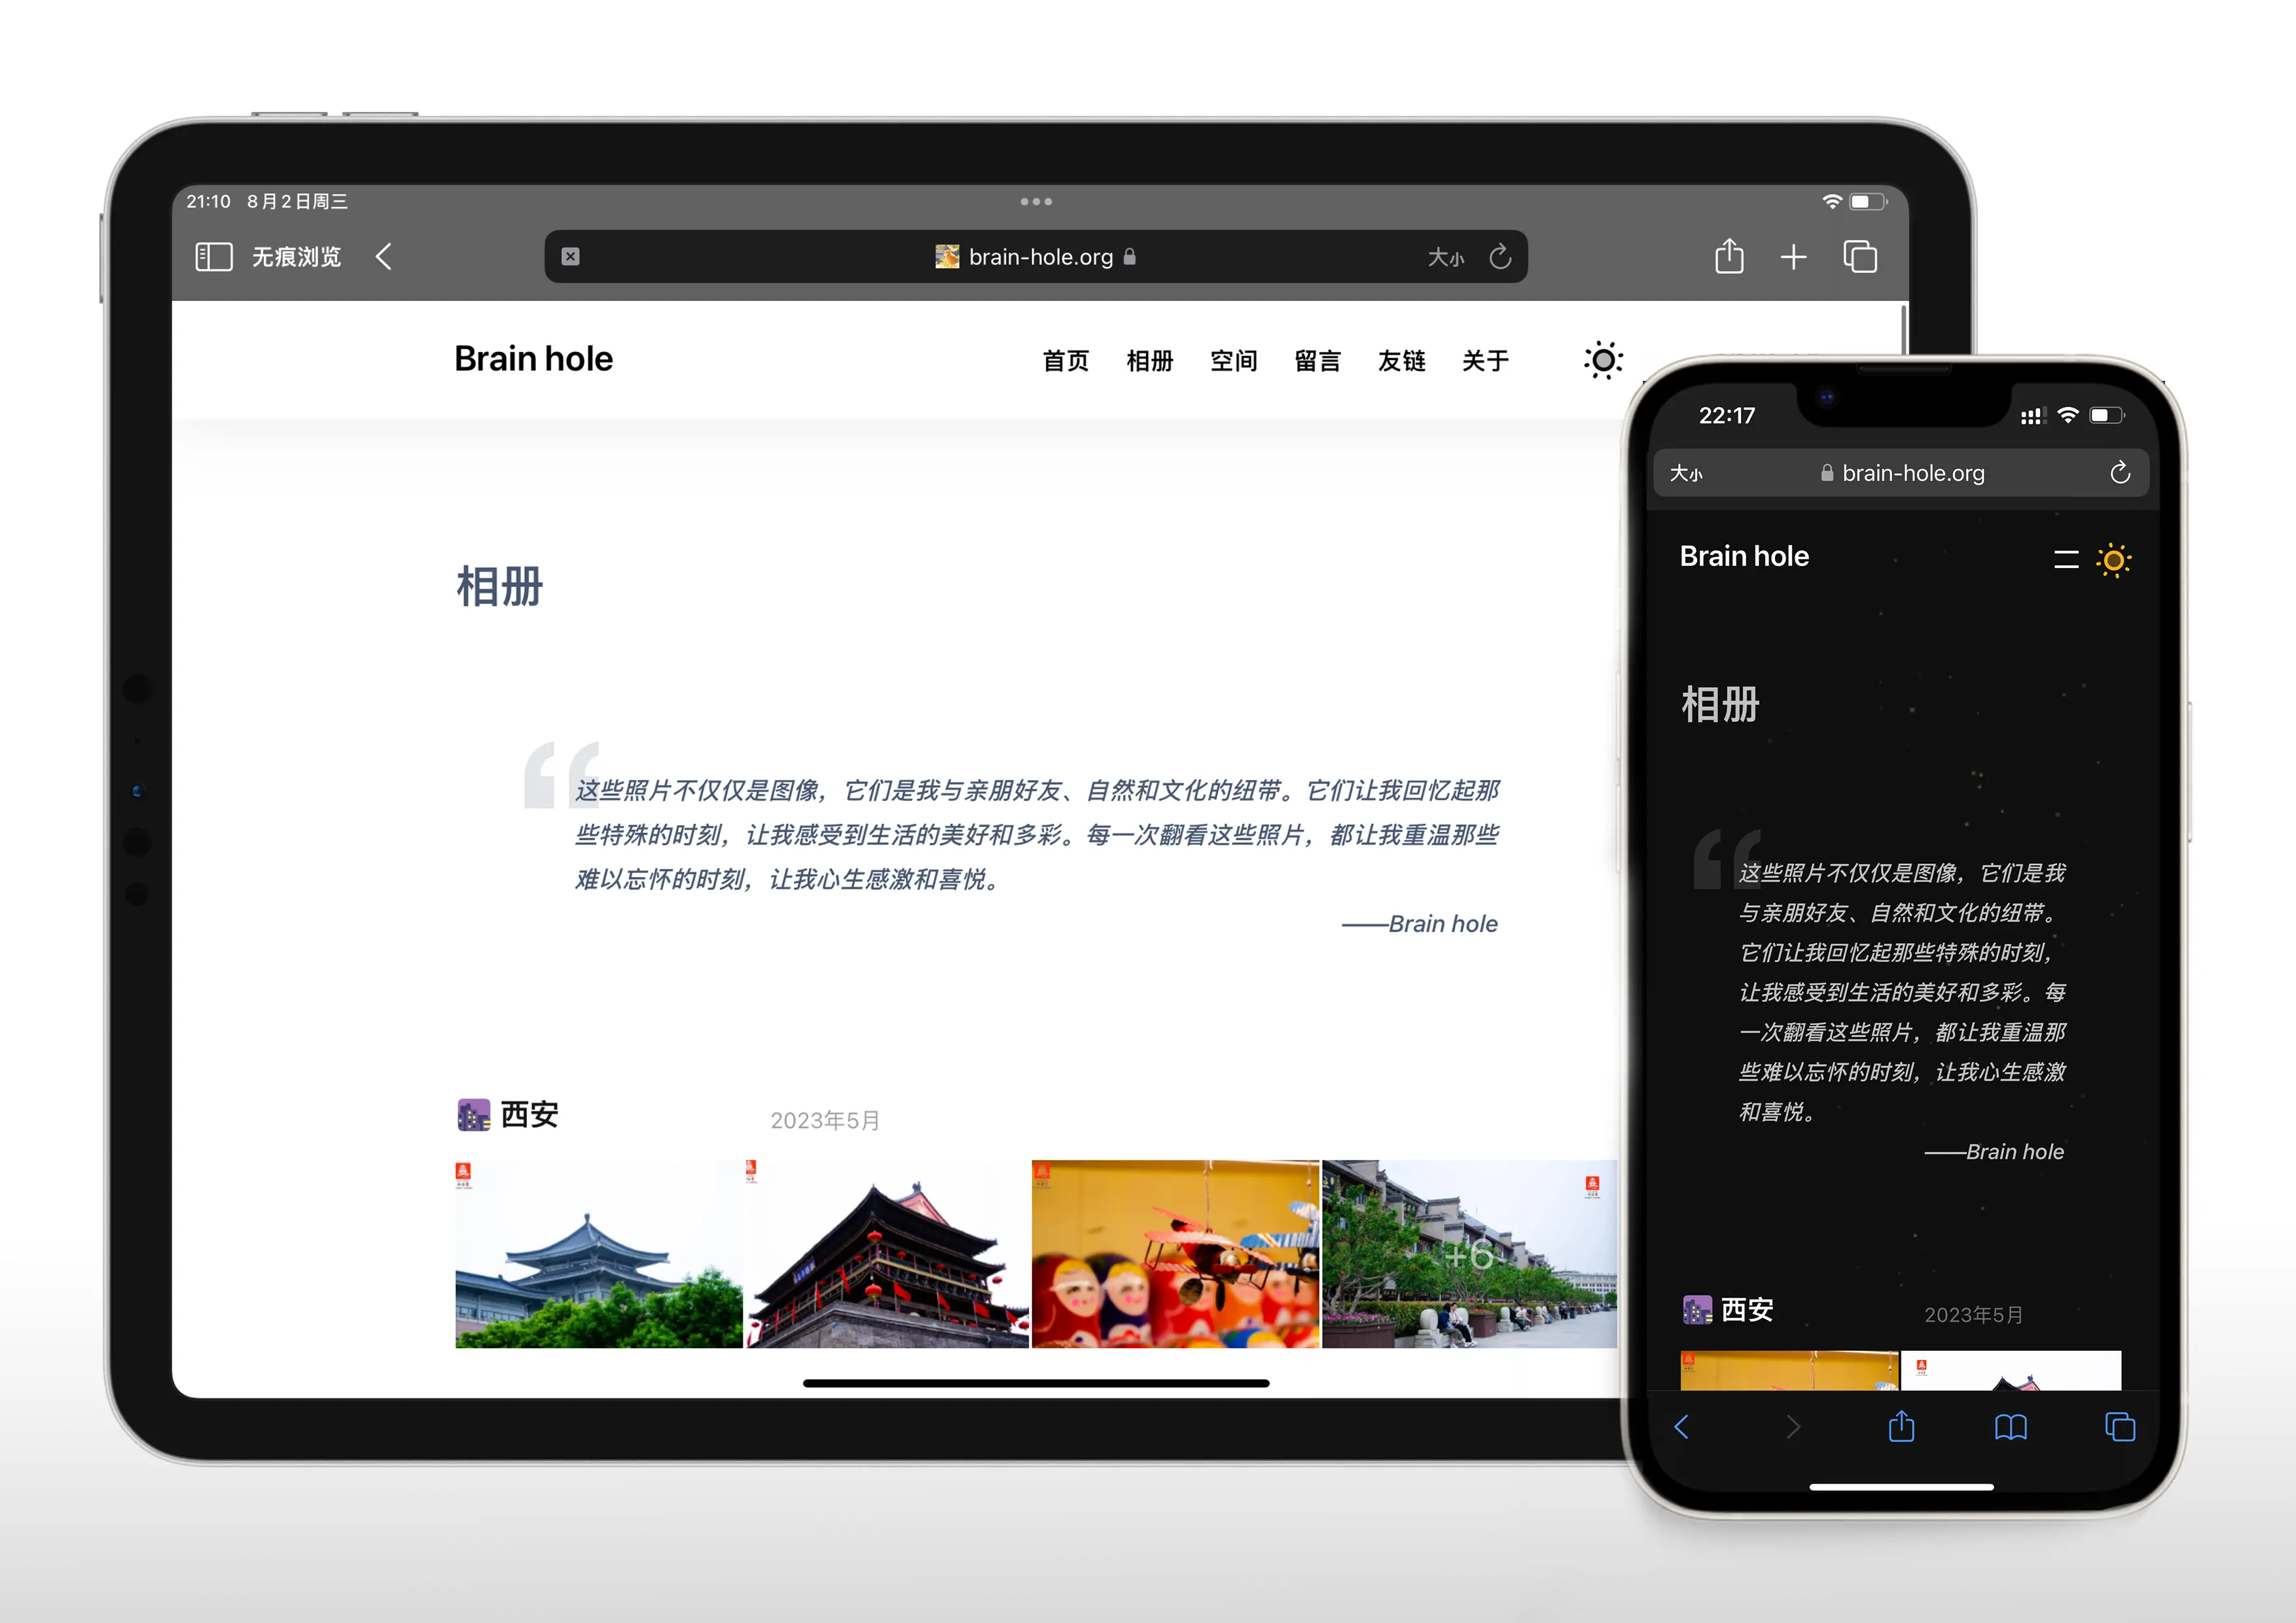 21:10 8月2日周三
无痕浏览
brain-hole.org
大小
Brain hole
首页 相册 空间 留言 友链 关于
相册
这些照片不仅仅是图像，它们是我与亲朋好友、自然和文化的纽带。它们让我回忆起那
些特殊的时刻，让我感受到生活的美好和多彩。每一次翻看这些照片，都让我重温那些
难以忘怀的时刻，让我心生感激和喜悦。
——Brain hole
西安
2023年5月
+6
22:17
大小
brain-hole.org
Brain hole
相册
这些照片不仅仅是图像，它们是我
与亲朋好友、自然和文化的纽带。
它们让我回忆起那些特殊的时刻，
让我感受到生活的美好和多彩。每
一次翻看这些照片，都让我重温那
些难以忘怀的时刻，让我心生感激
和喜悦。
——Brain hole
西安
2023年5月